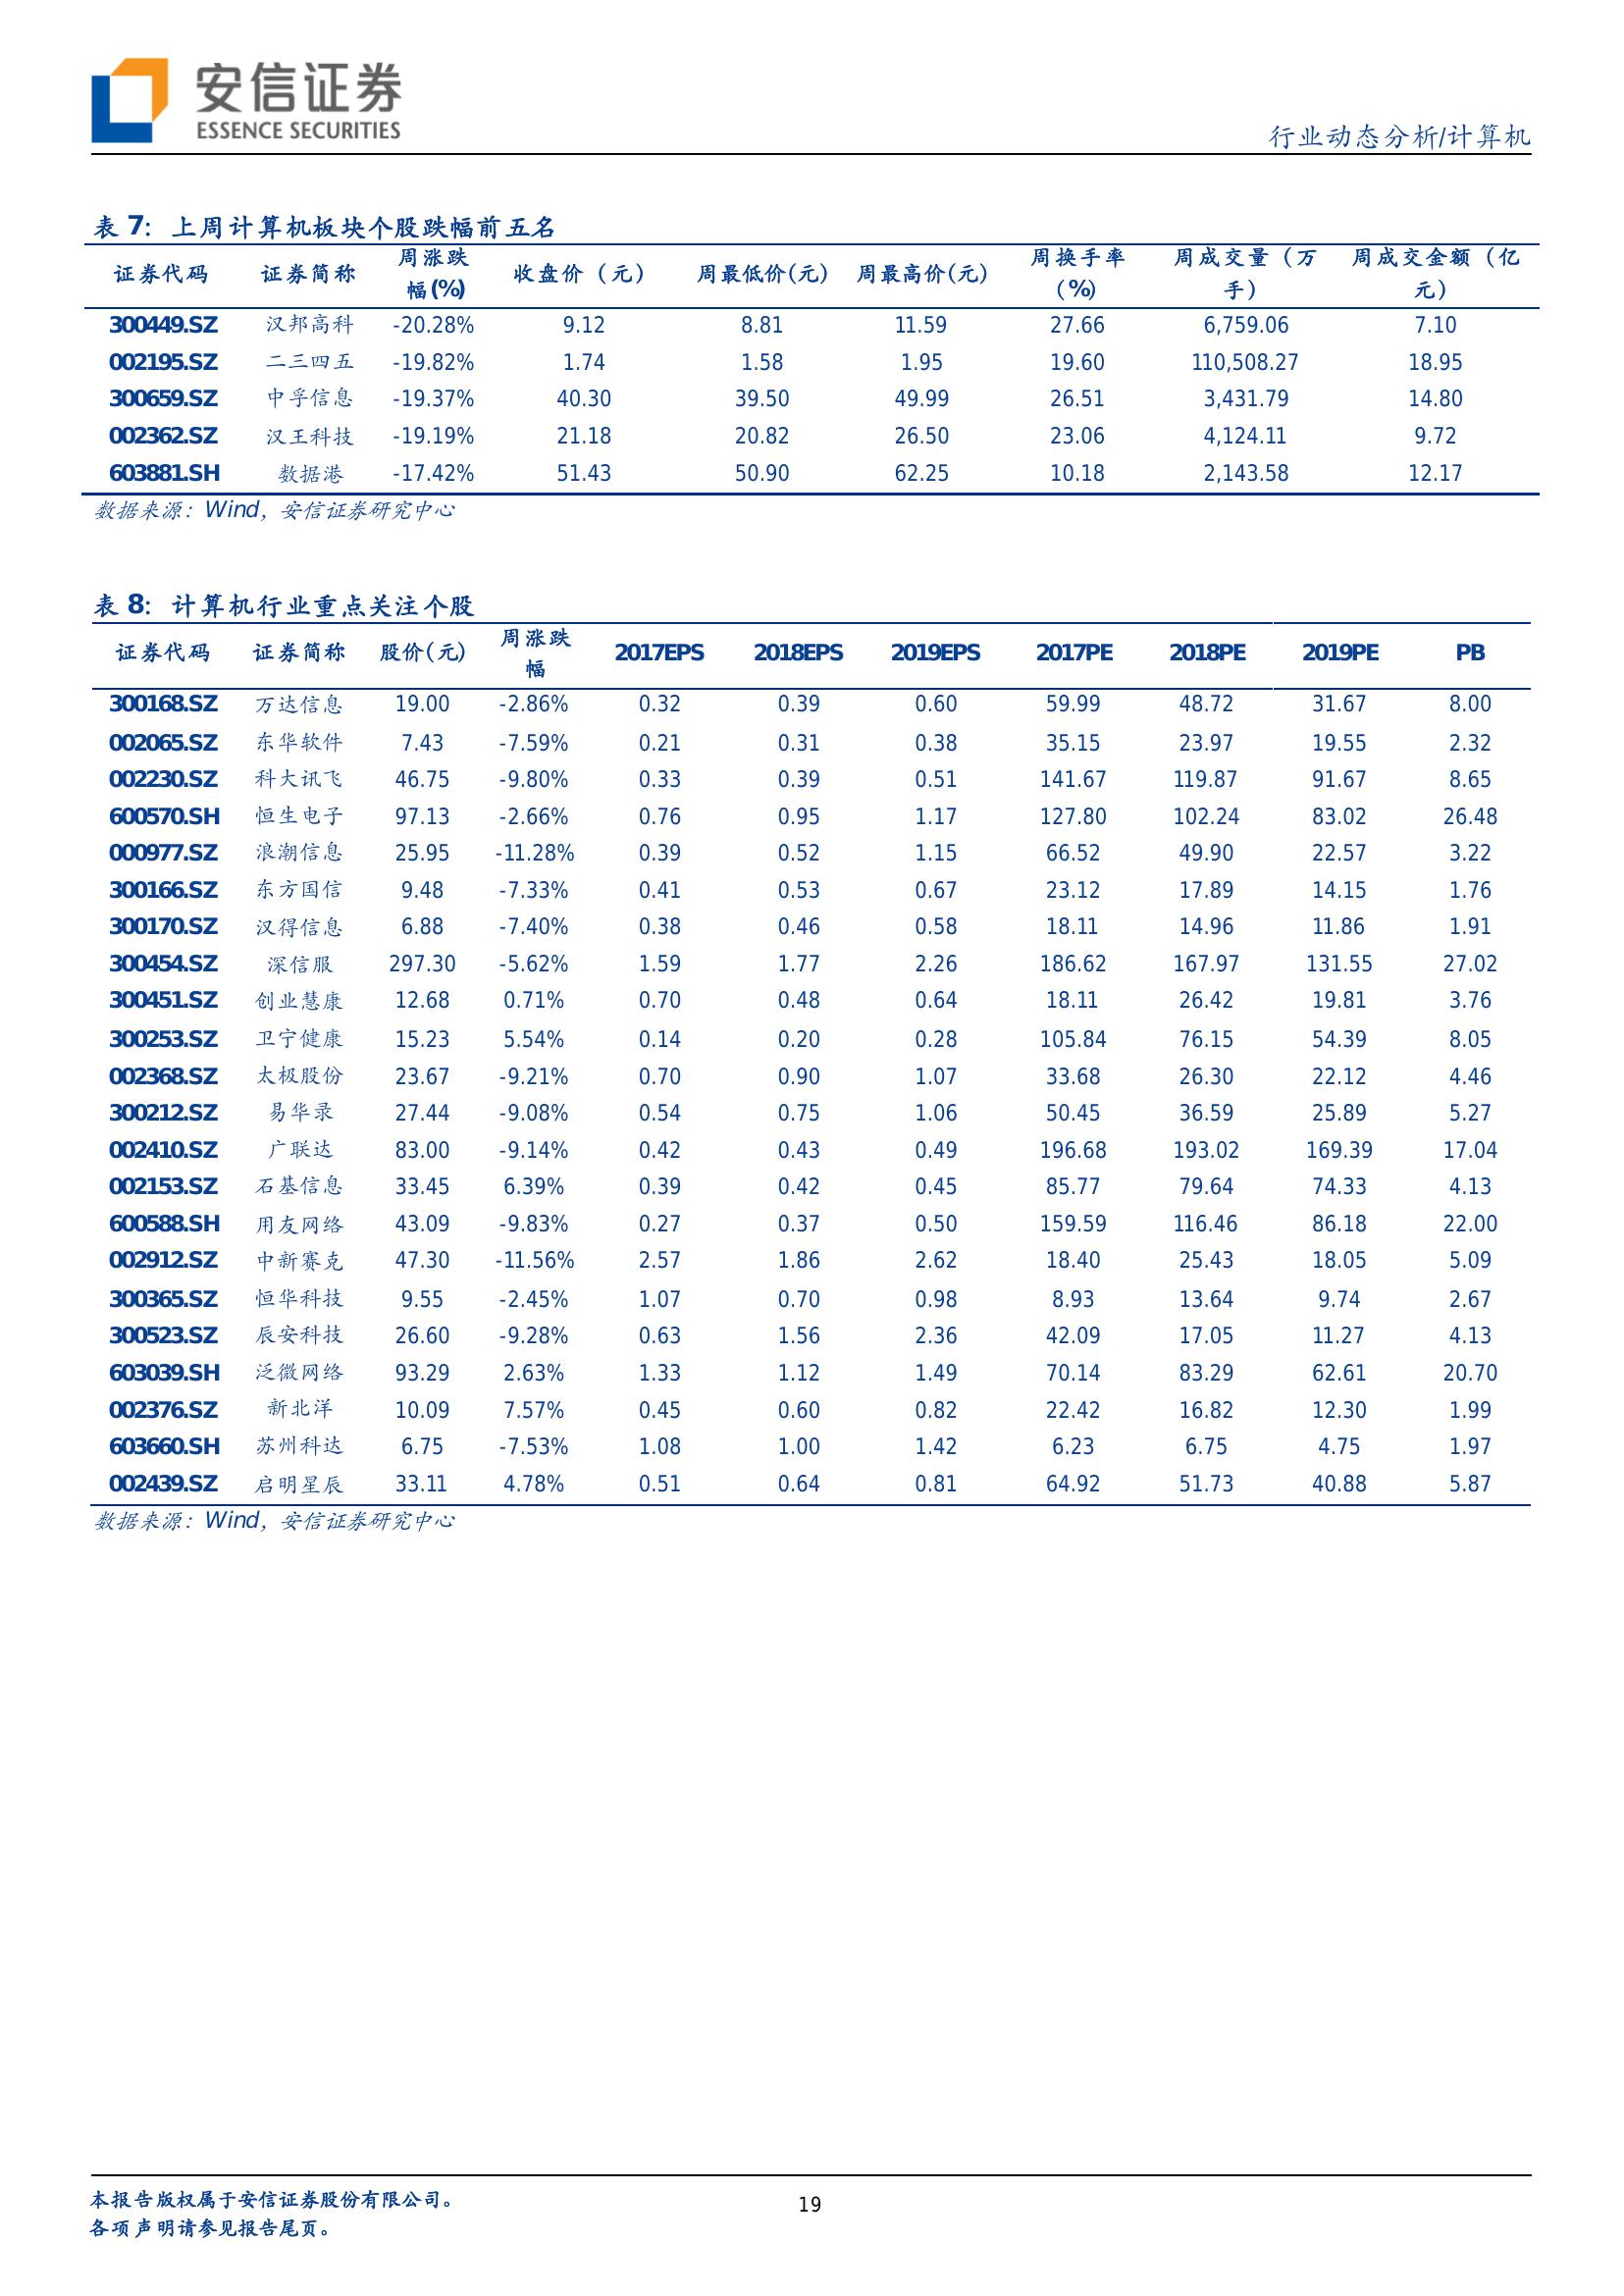 安信证券
ESSENCE SECURITIES
行业动态分析/计算机
表 7：上周计算机板块个股跌幅前五名
证券代码 证券简称 周涨跌幅(%) 收盘价（元） 周最低价(元) 周最高价(元) 周换手率（%） 周成交量（万手） 周成交金额（亿元）
300449.SZ 汉邦高科 -20.28% 9.12 8.81 11.59 27.66 6,759.06 7.10
002195.SZ 二三四五 -19.82% 1.74 1.58 1.95 19.60 110,508.27 18.95
300659.SZ 中孚信息 -19.37% 40.30 39.50 49.99 26.51 3,431.79 14.80
002362.SZ 汉王科技 -19.19% 21.18 20.82 26.50 23.06 4,124.11 9.72
603881.SH 数据港 -17.42% 51.43 50.90 62.25 10.18 2,143.58 12.17
数据来源：Wind，安信证券研究中心
表 8：计算机行业重点关注个股
证券代码 证券简称 股价(元) 周涨跌幅 2017EPS 2018EPS 2019EPS 2017PE 2018PE 2019PE PB
300168.SZ 万达信息 19.00 -2.86% 0.32 0.39 0.60 59.99 48.72 31.67 8.00
002065.SZ 东华软件 7.43 -7.59% 0.21 0.31 0.38 35.15 23.97 19.55 2.32
002230.SZ 科大讯飞 46.75 -9.80% 0.33 0.39 0.51 141.67 119.87 91.67 8.65
600570.SH 恒生电子 97.13 -2.66% 0.76 0.95 1.17 127.80 102.24 83.02 26.48
000977.SZ 浪潮信息 25.95 -11.28% 0.39 0.52 1.15 66.52 49.90 22.57 3.22
300166.SZ 东方国信 9.48 -7.33% 0.41 0.53 0.67 23.12 17.89 14.15 1.76
300170.SZ 汉得信息 6.88 -7.40% 0.38 0.46 0.58 18.11 14.96 11.86 1.91
300454.SZ 深信服 297.30 -5.62% 1.59 1.77 2.26 186.62 167.97 131.55 27.02
300451.SZ 创业慧康 12.68 0.71% 0.70 0.48 0.64 18.11 26.42 19.81 3.76
300253.SZ 卫宁健康 15.23 5.54% 0.14 0.20 0.28 105.84 76.15 54.39 8.05
002368.SZ 太极股份 23.67 -9.21% 0.70 0.90 1.07 33.68 26.30 22.12 4.46
300212.SZ 易华录 27.44 -9.08% 0.54 0.75 1.06 50.45 36.59 25.89 5.27
002410.SZ 广联达 83.00 -9.14% 0.42 0.43 0.49 196.68 193.02 169.39 17.04
002153.SZ 石基信息 33.45 6.39% 0.39 0.42 0.45 85.77 79.64 74.33 4.13
600588.SH 用友网络 43.09 -9.83% 0.27 0.37 0.50 159.59 116.46 86.18 22.00
002912.SZ 中新赛克 47.30 -11.56% 2.57 1.86 2.62 18.40 25.43 18.05 5.09
300365.SZ 恒华科技 9.55 -2.45% 1.07 0.70 0.98 8.93 13.64 9.74 2.67
300523.SZ 辰安科技 26.60 -9.28% 0.63 1.56 2.36 42.09 17.05 11.27 4.13
603039.SH 泛微网络 93.29 2.63% 1.33 1.12 1.49 70.14 83.29 62.61 20.70
002376.SZ 新北洋 10.09 7.57% 0.45 0.60 0.82 22.42 16.82 12.30 1.99
603660.SH 苏州科达 6.75 -7.53% 1.08 1.00 1.42 6.23 6.75 4.75 1.97
002439.SZ 启明星辰 33.11 4.78% 0.51 0.64 0.81 64.92 51.73 40.88 5.87
数据来源：Wind，安信证券研究中心
本报告版权属于安信证券股份有限公司。
各项声明请参见报告尾页。
19